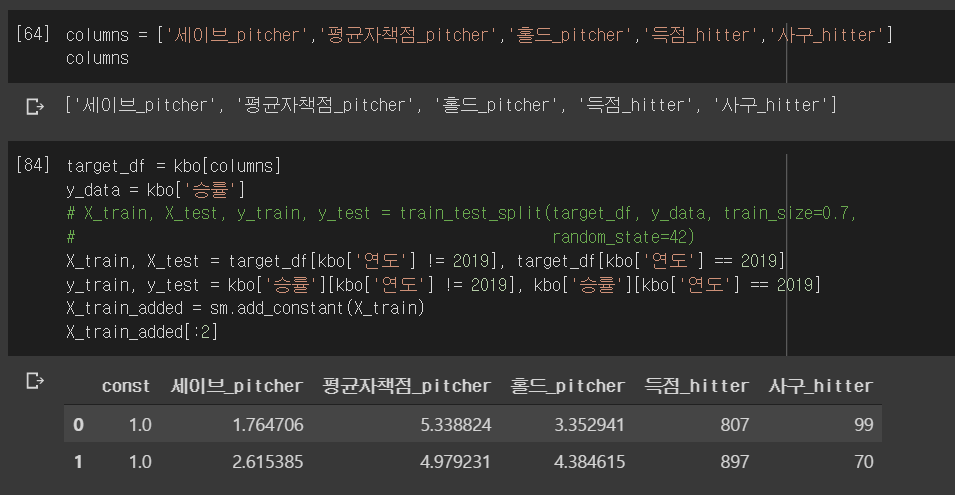 [64] columns = ['세이브_pitcher','평균자책점_pitcher','홀드_pitcher','득점_hitter','사구_hitter']
columns
['세이브_pitcher', '평균자책점_pitcher', '홀드_pitcher', '득점_hitter', '사구_hitter']
[84] target_df = kbo[columns]
y_data = kbo['승률']
# X_train, X_test, y_train, y_test = train_test_split(target_df, y_data, train_size=0.7,
# random_state=42)
X_train, X_test = target_df[kbo['연도'] != 2019], target_df[kbo['연도'] == 2019]
y_train, y_test = kbo['승률'][kbo['연도'] != 2019], kbo['승률'][kbo['연도'] == 2019]
X_train_added = sm.add_constant(X_train)
X_train_added[:2]
const 세이브_pitcher 평균자책점_pitcher 홀드_pitcher 득점_hitter 사구_hitter
0 1.0 1.764706 5.338824 3.352941 807 99
1 1.0 2.615385 4.979231 4.384615 897 70